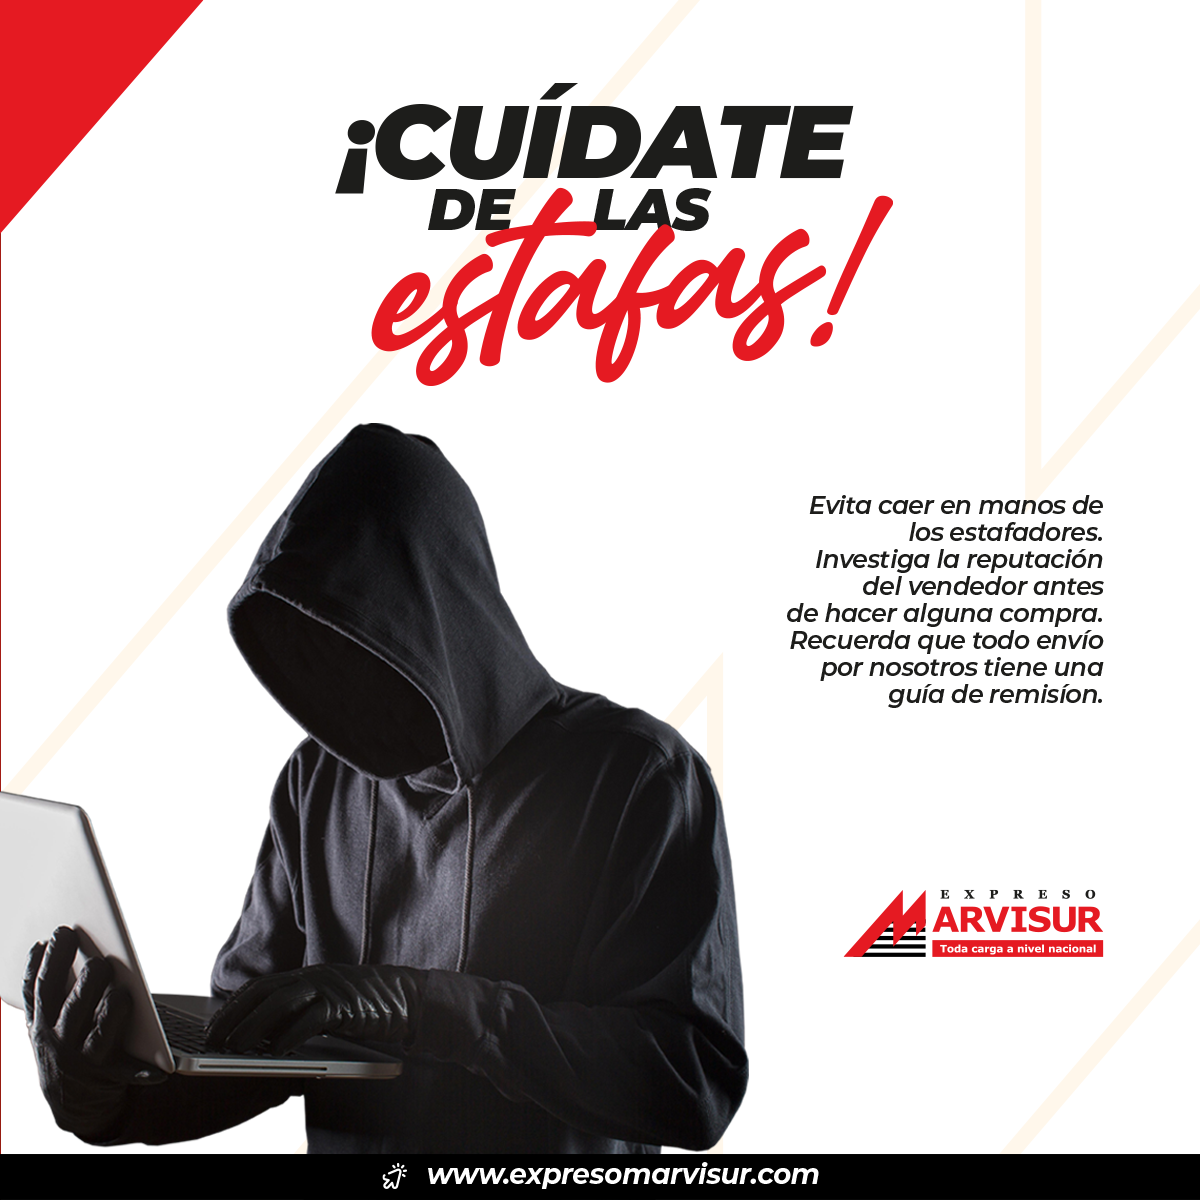 ¡CUÍDATE
DE LAS
estafas!
Evita caer en manos de
los estafadores.
Investiga la reputación
del vendedor antes
de hacer alguna compra.
Recuerda que todo envío
por nosotros tiene una
guía de remisíon.
EXPRESO
MARVISUR
Toda carga a nivel nacional
www.expresomarvisur.com